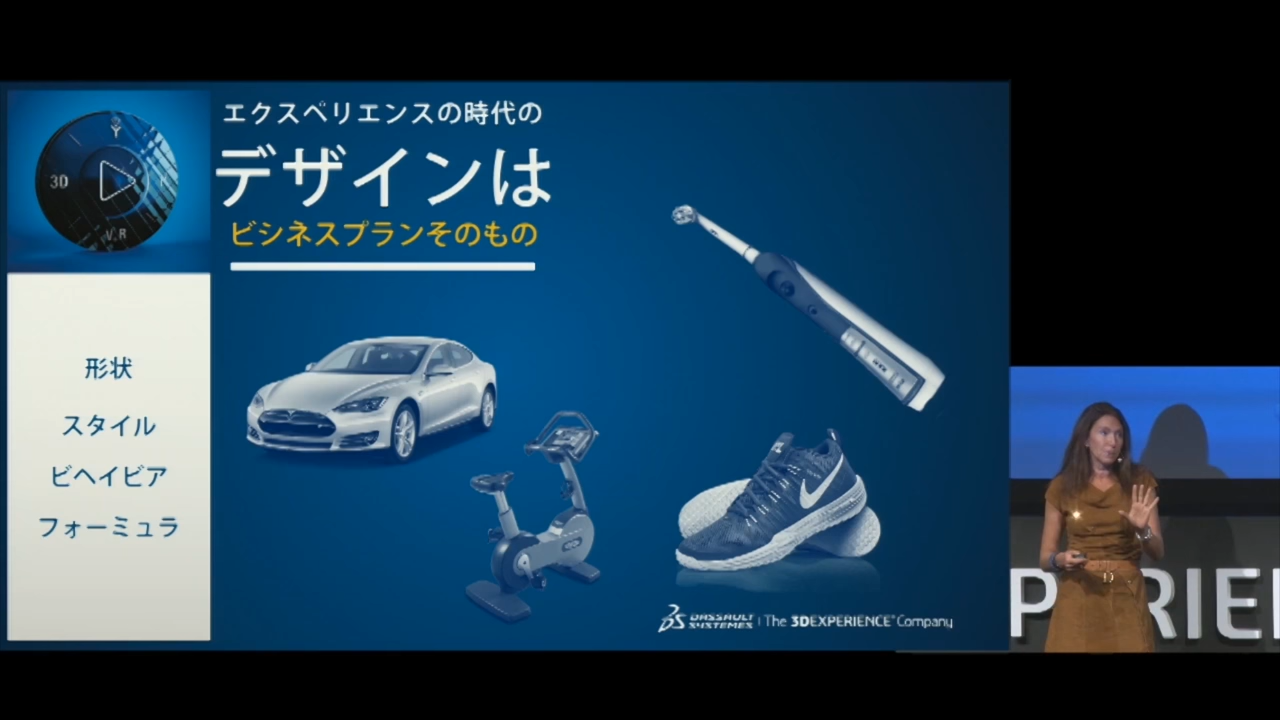 エクスペリエンスの時代の
デザインは
ビジネスプランそのもの
3D
V.R
形状
スタイル
ビヘイビア
フォーミュラ
DASSAULT SYSTEMES | The 3DEXPERIENCE® Company
PERIEN